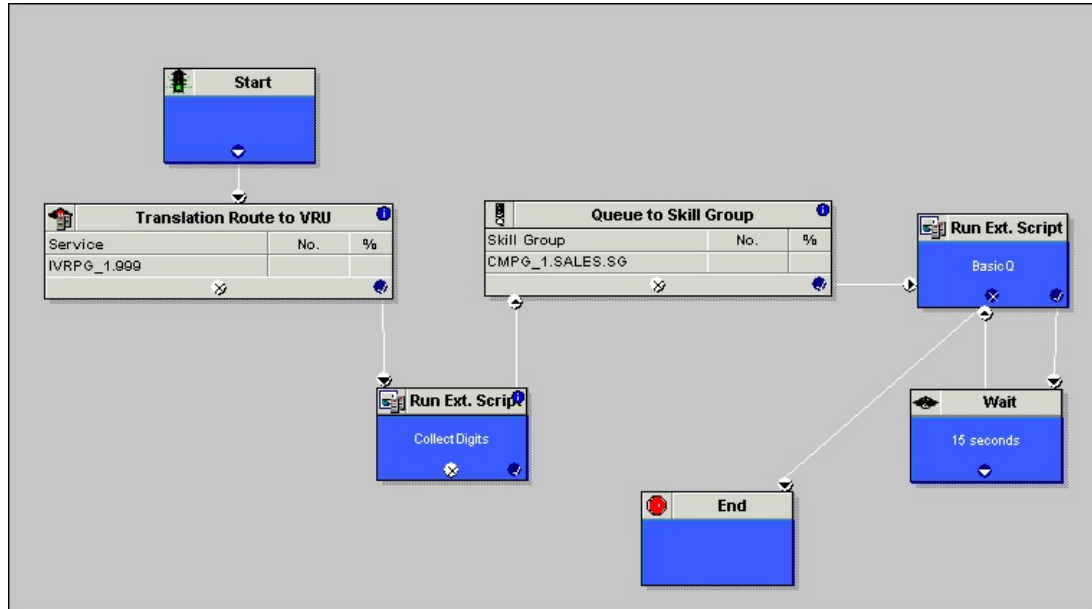 Start
Translation Route to VRU
Service No. %
IVRPG_1.999
Queue to Skill Group
Skill Group No. %
CMPG_1.SALES.SG
Run Ext. Script
BasicQ
Run Ext. Script
CollectDigits
Wait
15 seconds
End